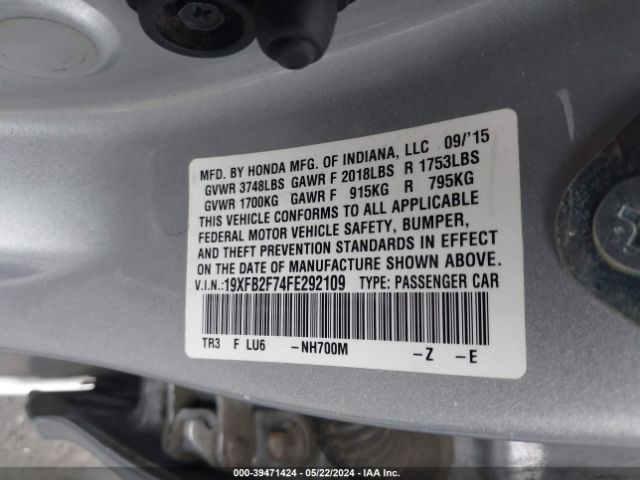 MFD. BY HONDA MFG. OF INDIANA, LLC 09/'15
GVWR 3748LBS GAWR F 2018LBS R 1753LBS
GVWR 1700KG GAWR F 915KG R 795KG
THIS VEHICLE CONFORMS TO ALL APPLICABLE
FEDERAL MOTOR VEHICLE SAFETY, BUMPER,
AND THEFT PREVENTION STANDARDS IN EFFECT
ON THE DATE OF MANUFACTURE SHOWN ABOVE.
V.I.N.:19XFB2F74FE292109 TYPE: PASSENGER CAR
TR3 F LU6 -NH700M -Z -E
000-39471424 - 05/22/2024 - IAA Inc.